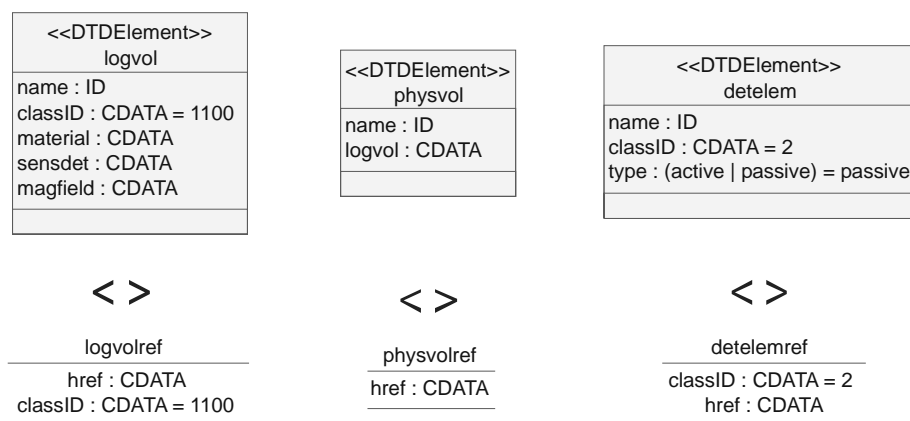 <<DTDElement>>
logvol
name : ID
classID : CDATA = 1100
material : CDATA
sensdet : CDATA
magfield : CDATA
<<DTDElement>>
physvol
name : ID
logvol : CDATA
<<DTDElement>>
detelem
name : ID
classID : CDATA = 2
type : (active | passive) = passive
< >
logvolref
href : CDATA
classID : CDATA = 1100
< >
physvolref
href : CDATA
< >
detelemref
classID : CDATA = 2
href : CDATA